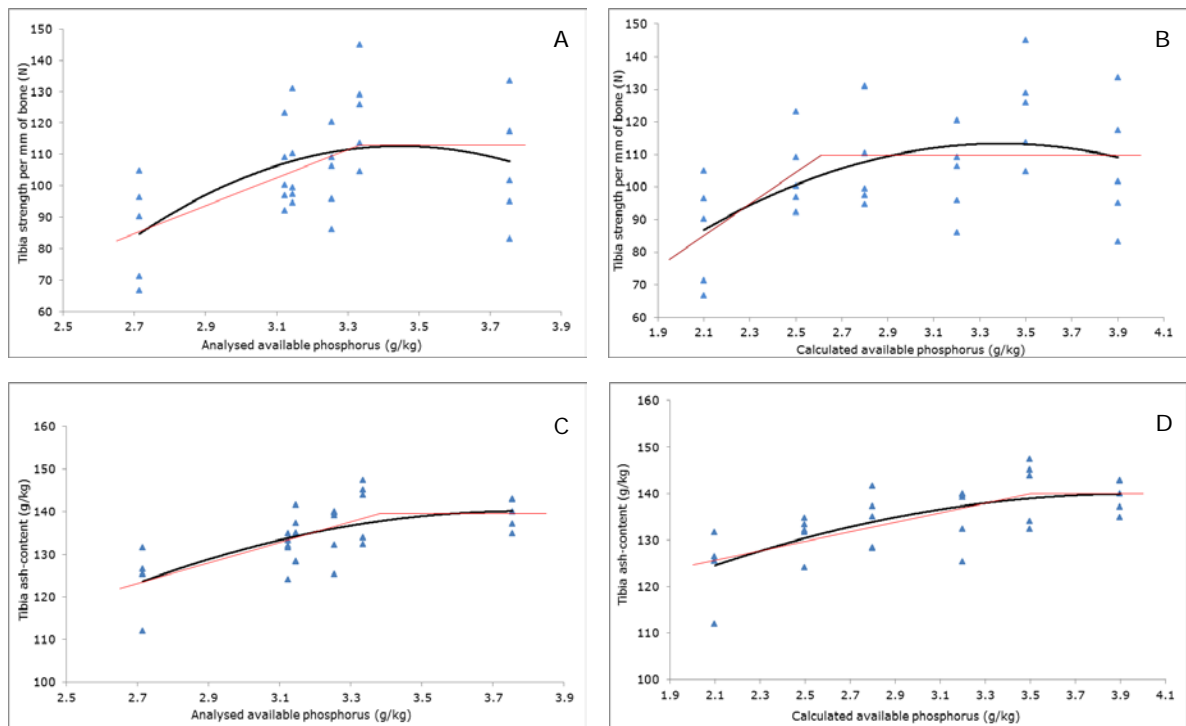 A
Tibia strength per mm of bone (N)
150
140
130
120
110
100
90
80
70
60
2.5 2.7 2.9 3.1 3.3 3.5 3.7 3.9
Analysed available phosphorus (g/kg)
B
Tibia strength per mm of bone (N)
150
140
130
120
110
100
90
80
70
60
1.9 2.1 2.3 2.5 2.7 2.9 3.1 3.3 3.5 3.7 3.9 4.1
Calculated available phosphorus (g/kg)
C
Tibia ash-content (g/kg)
160
150
140
130
120
110
100
2.5 2.7 2.9 3.1 3.3 3.5 3.7 3.9
Analysed available phosphorus (g/kg)
D
Tibia ash-content (g/kg)
160
150
140
130
120
110
100
1.9 2.1 2.3 2.5 2.7 2.9 3.1 3.3 3.5 3.7 3.9 4.1
Calculated available phosphorus (g/kg)